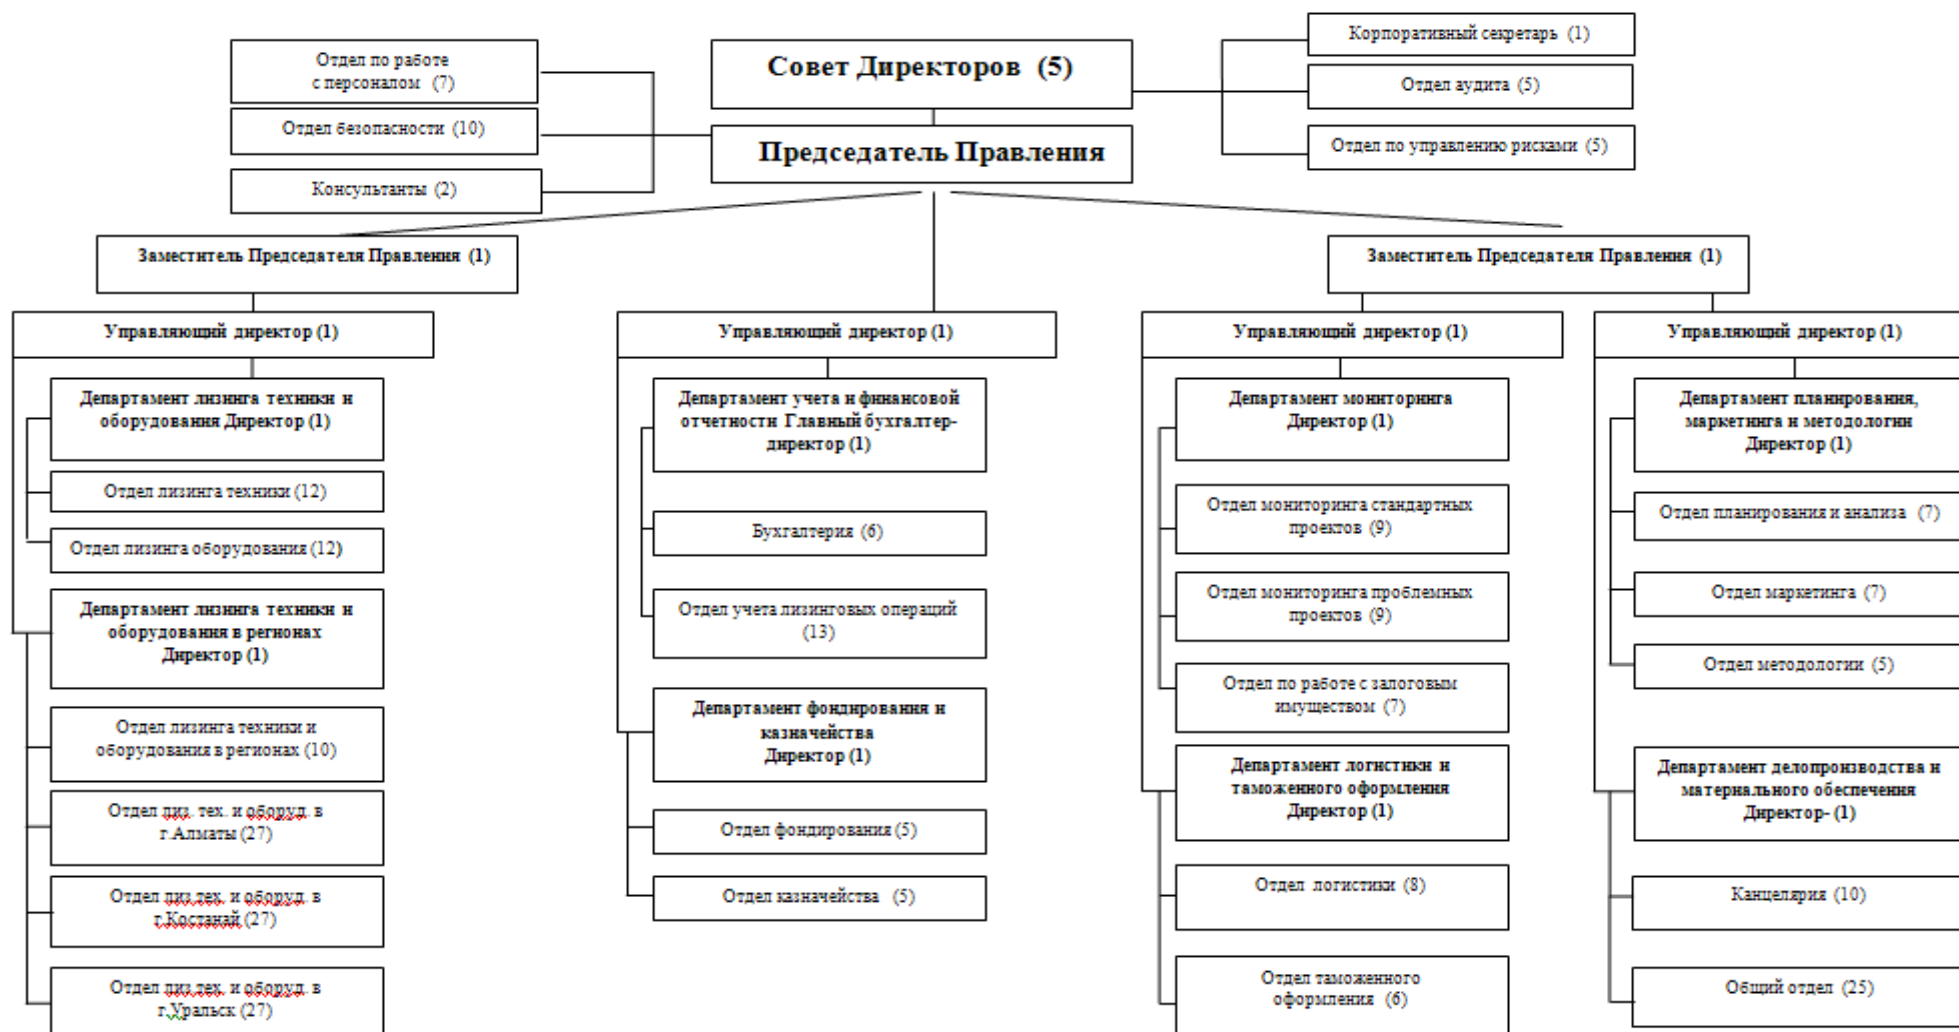 Отдел по работе
с персоналом (7)
Отдел безопасности (10)
Консультанты (2)
Совет Директоров (5)
Председатель Правления
Корпоративный секретарь (1)
Отдел аудита (5)
Отдел по управлению рисками (5)
Заместитель Председателя Правления (1)
Заместитель Председателя Правления (1)
Управляющий директор (1)
Департамент лизинга техники и
оборудования Директор (1)
Отдел лизинга техники (12)
Отдел лизинга оборудования (12)
Департамент лизинга техники и
оборудования в регионах
Директор (1)
Отдел лизинга техники и
оборудования в регионах (10)
Отдел лиз. тех. и оборуд. в
г.Алматы (27)
Отдел лиз.тех. и оборуд. в
г.Костанай (27)
Отдел лиз.тех. и оборуд. в
г.Уральск (27)
Управляющий директор (1)
Департамент учета и финансовой
отчетности Главный бухгалтер-
директор (1)
Бухгалтерия (6)
Отдел учета лизинговых операций
(13)
Департамент фондирования и
казначейства
Директор (1)
Отдел фондирования (5)
Отдел казначейства (5)
Управляющий директор (1)
Департамент мониторинга
Директор (1)
Отдел мониторинга стандартных
проектов (9)
Отдел мониторинга проблемных
проектов (9)
Отдел по работе с залоговым
имуществом (7)
Департамент логистики и
таможенного оформления
Директор (1)
Отдел логистики (8)
Отдел таможенного
оформления (6)
Управляющий директор (1)
Департамент планирования,
маркетинга и методологии
Директор (1)
Отдел планирования и анализа (7)
Отдел маркетинга (7)
Отдел методологии (5)
Департамент делопроизводства и
материального обеспечения
Директор- (1)
Канцелярия (10)
Общий отдел (25)